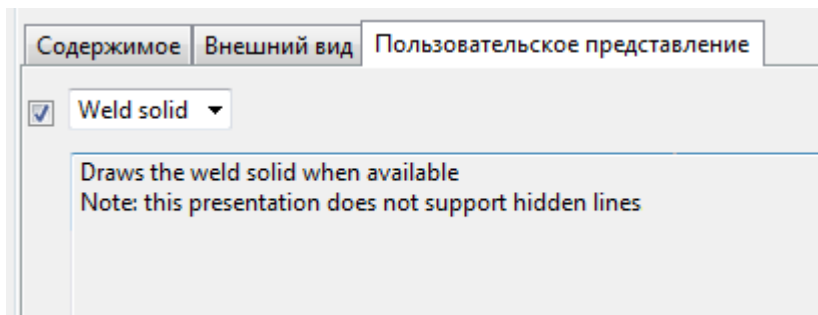 Содержимое Внешний вид Пользовательское представление
Weld solid
Draws the weld solid when available
Note: this presentation does not support hidden lines